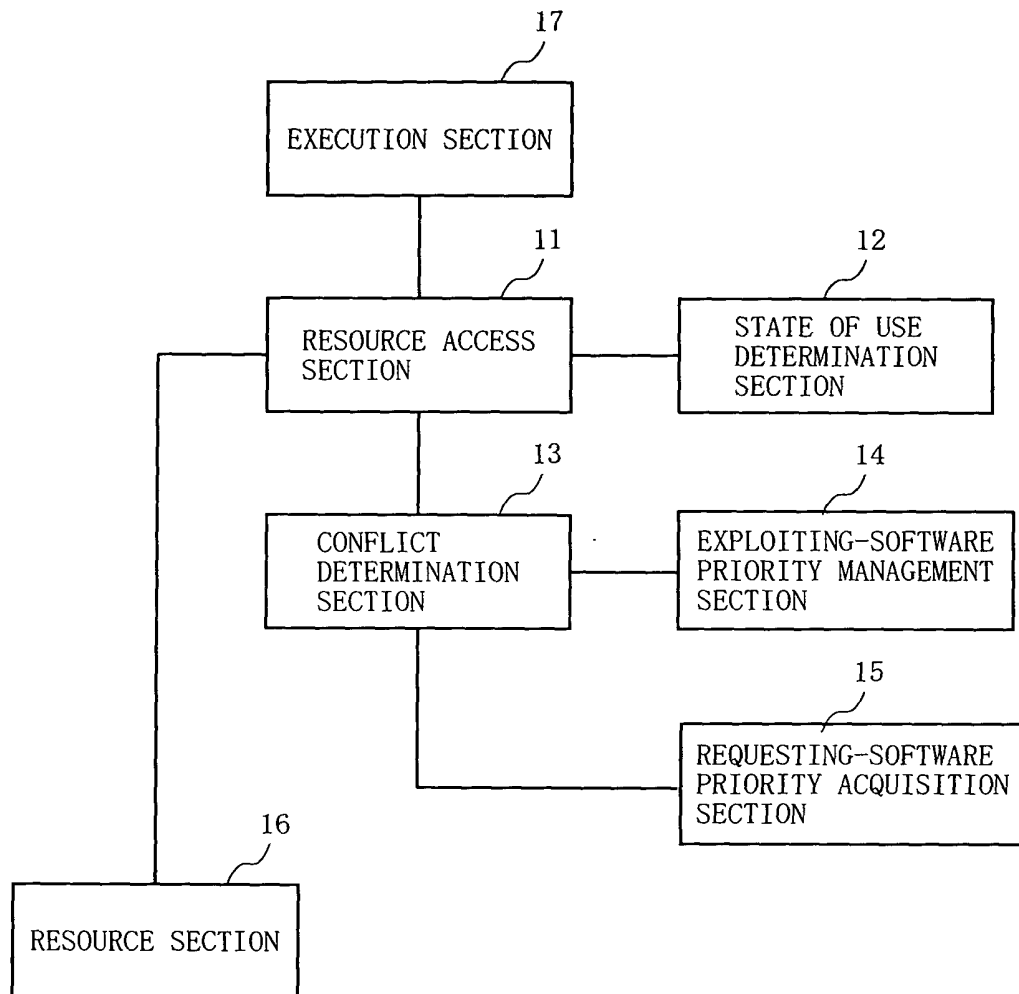 17
EXECUTION SECTION
11
RESOURCE ACCESS
SECTION
12
STATE OF USE
DETERMINATION
SECTION
13
CONFLICT
DETERMINATION
SECTION
14
EXPLOITING-SOFTWARE
PRIORITY MANAGEMENT
SECTION
15
REQUESTING-SOFTWARE
PRIORITY ACQUISITION
SECTION
16
RESOURCE SECTION